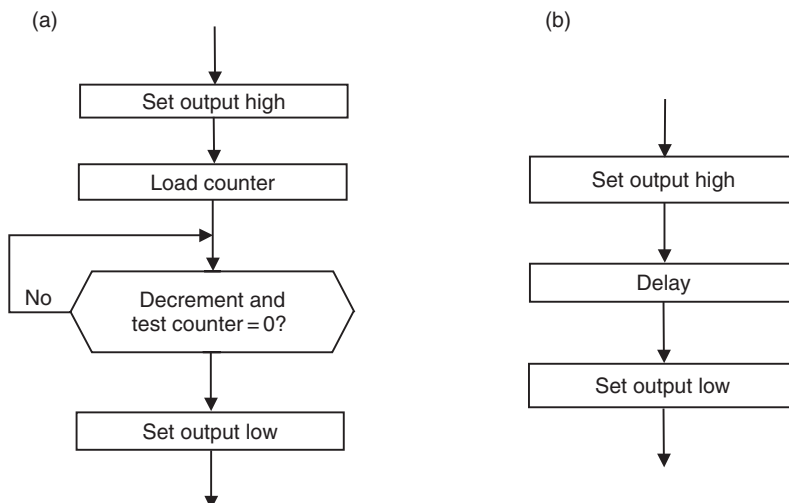 (a)
Set output high
Load counter
No
Decrement and
test counter = 0?
Set output low
(b)
Set output high
Delay
Set output low